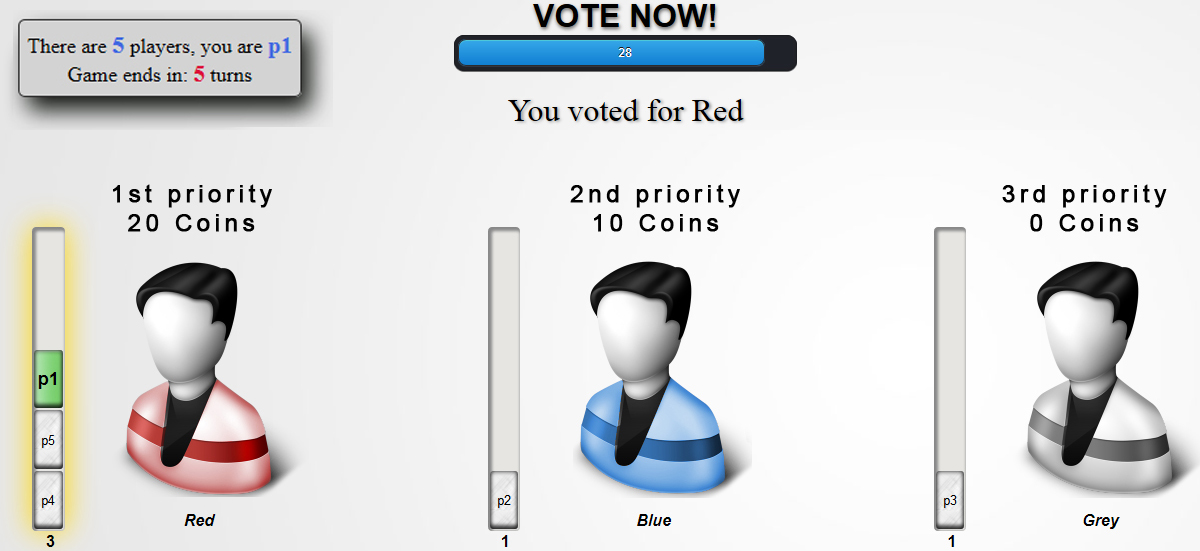 There are 5 players, you are p1
Game ends in: 5 turns
VOTE NOW!
28
You voted for Red
1st priority
20 Coins
2nd priority
10 Coins
3rd priority
0 Coins
p1
p5
p4
3
Red
p2
1
Blue
p3
1
Grey